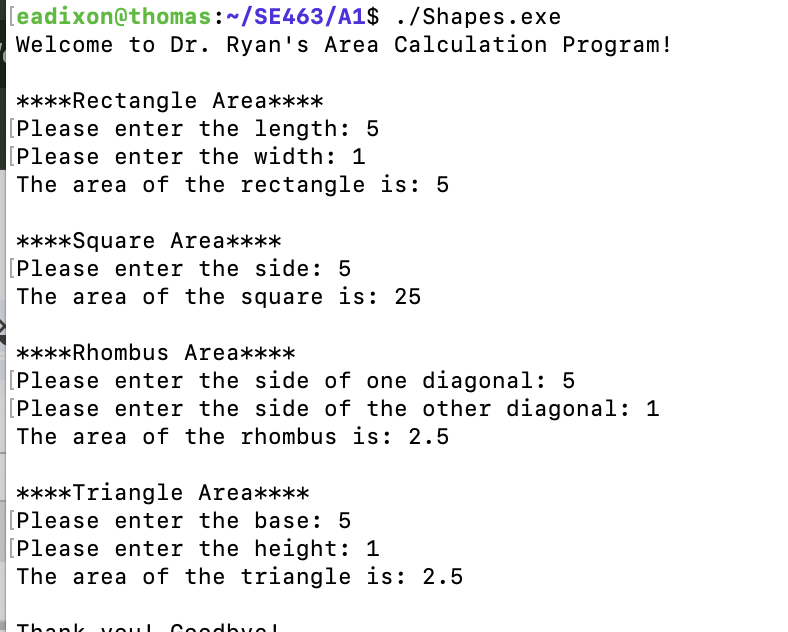 eadixon@thomas:~/SE463/A1$ ./Shapes.exe
Welcome to Dr. Ryan's Area Calculation Program!
****Rectangle Area****
Please enter the length: 5
Please enter the width: 1
The area of the rectangle is: 5
****Square Area****
Please enter the side: 5
The area of the square is: 25
****Rhombus Area****
Please enter the side of one diagonal: 5
Please enter the side of the other diagonal: 1
The area of the rhombus is: 2.5
****Triangle Area****
Please enter the base: 5
Please enter the height: 1
The area of the triangle is: 2.5
Thank you! Goodbye!